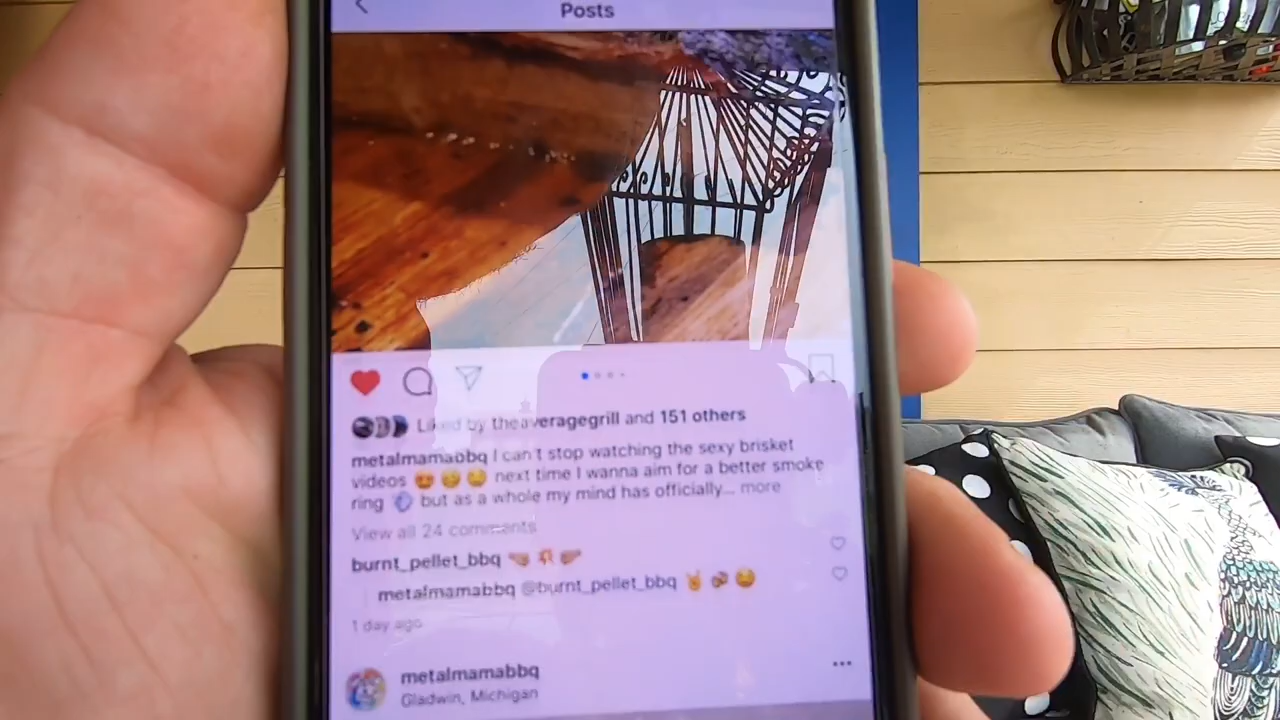 Posts
Liked by theaveragegrill and 151 others
metalmamabbq I can't stop watching the sexy brisket
videos 😍😋🤤 next time I wanna aim for a better smoke
ring 💨 but as a whole my mind has officially... more
View all 24 comments
burnt_pellet_bbq 🤜💥🤛
metalmamabbq @burnt_pellet_bbq
1 day ago
metalmamabbq
Gladwin, Michigan